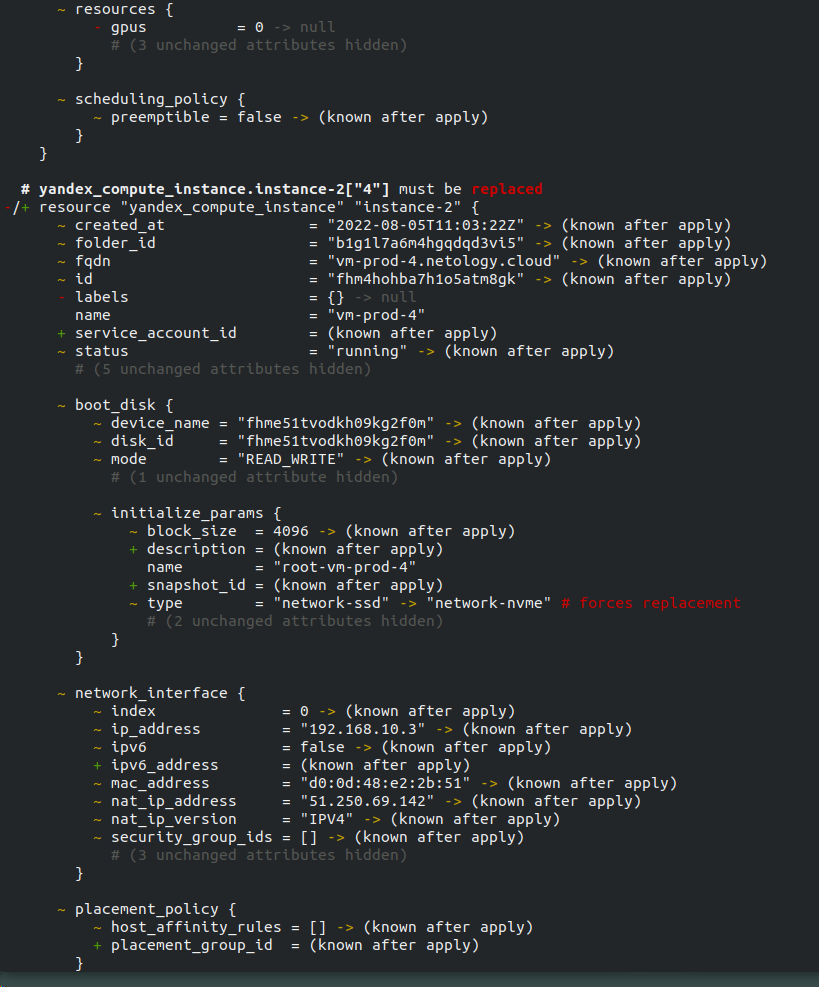 ~ resources {
- gpus          = 0 -> null
# (3 unchanged attributes hidden)
}
~ scheduling_policy {
~ preemptible = false -> (known after apply)
}
}
# yandex_compute_instance.instance-2["4"] must be replaced
-/+ resource "yandex_compute_instance" "instance-2" {
~ created_at                = "2022-08-05T11:03:22Z" -> (known after apply)
~ folder_id                 = "b1g1l7a6m4hgqdqd3vi5" -> (known after apply)
~ fqdn                      = "vm-prod-4.netology.cloud" -> (known after apply)
~ id                        = "fhm4hohba7h1o5atm8gk" -> (known after apply)
- labels                    = {} -> null
name                      = "vm-prod-4"
+ service_account_id        = (known after apply)
~ status                    = "running" -> (known after apply)
# (5 unchanged attributes hidden)
~ boot_disk {
~ device_name = "fhme51tvodkh09kg2f0m" -> (known after apply)
~ disk_id     = "fhme51tvodkh09kg2f0m" -> (known after apply)
~ mode        = "READ_WRITE" -> (known after apply)
# (1 unchanged attribute hidden)
~ initialize_params {
~ block_size  = 4096 -> (known after apply)
+ description = (known after apply)
name        = "root-vm-prod-4"
+ snapshot_id = (known after apply)
~ type        = "network-ssd" -> "network-nvme" # forces replacement
# (2 unchanged attributes hidden)
}
}
~ network_interface {
~ index              = 0 -> (known after apply)
~ ip_address         = "192.168.10.3" -> (known after apply)
~ ipv6               = false -> (known after apply)
+ ipv6_address       = (known after apply)
~ mac_address        = "d0:0d:48:e2:2b:51" -> (known after apply)
~ nat_ip_address     = "51.250.69.142" -> (known after apply)
~ nat_ip_version     = "IPV4" -> (known after apply)
~ security_group_ids = [] -> (known after apply)
# (3 unchanged attributes hidden)
}
~ placement_policy {
~ host_affinity_rules = [] -> (known after apply)
+ placement_group_id  = (known after apply)
}